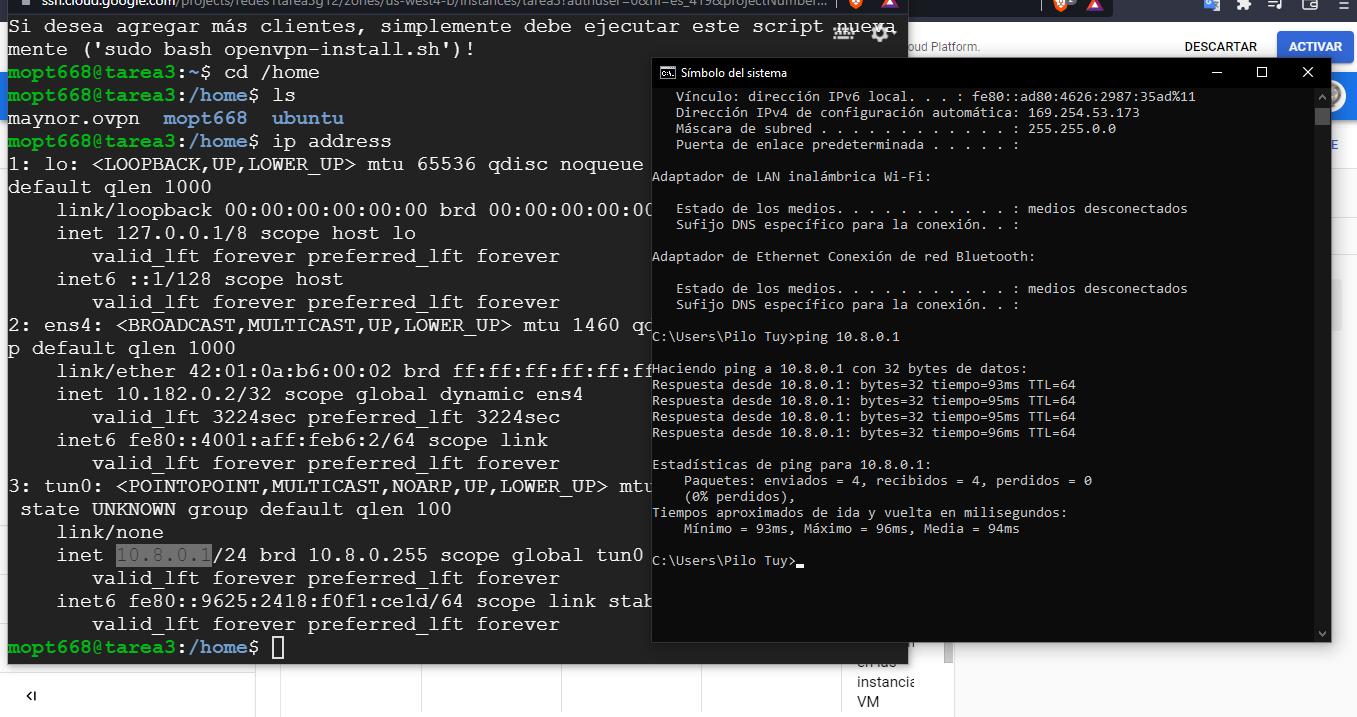 ssh.cloud.google.com/projects/redes1tarea3g12/zones/us-west4-b/instances/tarea3?authuser=0&hl=es_419&projectNumber...
Si desea agregar más clientes, simplemente debe ejecutar este script nueva
mente ('sudo bash openvpn-install.sh')!
mopt668@tarea3:~$ cd /home
mopt668@tarea3:/home$ ls
maynor.ovpn mopt668 ubuntu
mopt668@tarea3:/home$ ip address
1: lo: <LOOPBACK,UP,LOWER_UP> mtu 65536 qdisc noqueue
default qlen 1000
link/loopback 00:00:00:00:00:00 brd 00:00:00:00:00
inet 127.0.0.1/8 scope host lo
valid_lft forever preferred_lft forever
inet6 ::1/128 scope host
valid_lft forever preferred_lft forever
2: ens4: <BROADCAST,MULTICAST,UP,LOWER_UP> mtu 1460 qd
p default qlen 1000
link/ether 42:01:0a:b6:00:02 brd ff:ff:ff:ff:ff:ff
inet 10.182.0.2/32 scope global dynamic ens4
valid_lft 3224sec preferred_lft 3224sec
inet6 fe80::4001:aff:feb6:2/64 scope link
valid_lft forever preferred_lft forever
3: tun0: <POINTOPOINT,MULTICAST,NOARP,UP,LOWER_UP> mtu
state UNKNOWN group default qlen 100
link/none
inet 10.8.0.1/24 brd 10.8.0.255 scope global tun0
valid_lft forever preferred_lft forever
inet6 fe80::9625:2418:f0f1:ce1d/64 scope link stab
valid_lft forever preferred_lft forever
mopt668@tarea3:/home$
oud Platform.
DESCARTAR
ACTIVAR
Símbolo del sistema
Vínculo: dirección IPv6 local. . . : fe80::ad80:4626:2987:35ad%11
Dirección IPv4 de configuración automática: 169.254.53.173
Máscara de subred . . . . . . . . . . . . : 255.255.0.0
Puerta de enlace predeterminada . . . . . :
Adaptador de LAN inalámbrica Wi-Fi:
Estado de los medios. . . . . . . . . . . : medios desconectados
Sufijo DNS específico para la conexión. . :
Adaptador de Ethernet Conexión de red Bluetooth:
Estado de los medios. . . . . . . . . . . : medios desconectados
Sufijo DNS específico para la conexión. . :
C:\Users\Pilo Tuy>ping 10.8.0.1
Haciendo ping a 10.8.0.1 con 32 bytes de datos:
Respuesta desde 10.8.0.1: bytes=32 tiempo=93ms TTL=64
Respuesta desde 10.8.0.1: bytes=32 tiempo=95ms TTL=64
Respuesta desde 10.8.0.1: bytes=32 tiempo=95ms TTL=64
Respuesta desde 10.8.0.1: bytes=32 tiempo=96ms TTL=64
Estadísticas de ping para 10.8.0.1:
Paquetes: enviados = 4, recibidos = 4, perdidos = 0
(0% perdidos),
Tiempos aproximados de ida y vuelta en milisegundos:
Mínimo = 93ms, Máximo = 96ms, Media = 94ms
C:\Users\Pilo Tuy>
E
en las
instancia
VM